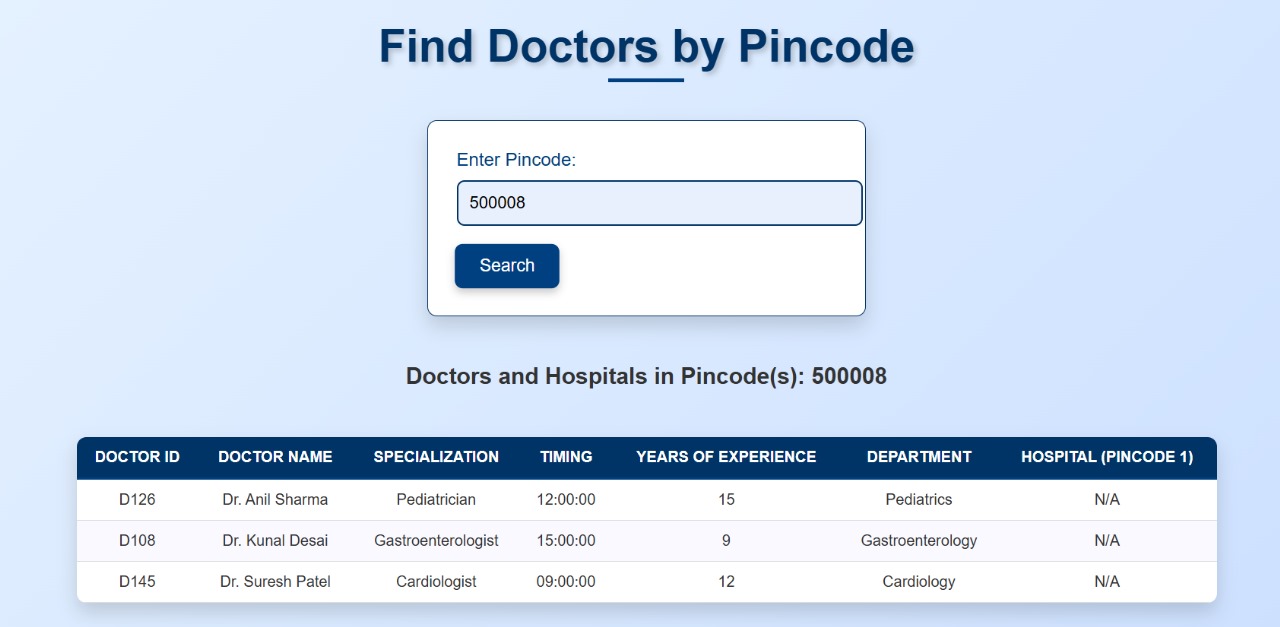 Find Doctors by Pincode
Enter Pincode:
500008
Search
Doctors and Hospitals in Pincode(s): 500008
DOCTOR ID DOCTOR NAME SPECIALIZATION TIMING YEARS OF EXPERIENCE DEPARTMENT HOSPITAL (PINCODE 1)
D126 Dr. Anil Sharma Pediatrician 12:00:00 15 Pediatrics N/A
D108 Dr. Kunal Desai Gastroenterologist 15:00:00 9 Gastroenterology N/A
D145 Dr. Suresh Patel Cardiologist 09:00:00 12 Cardiology N/A